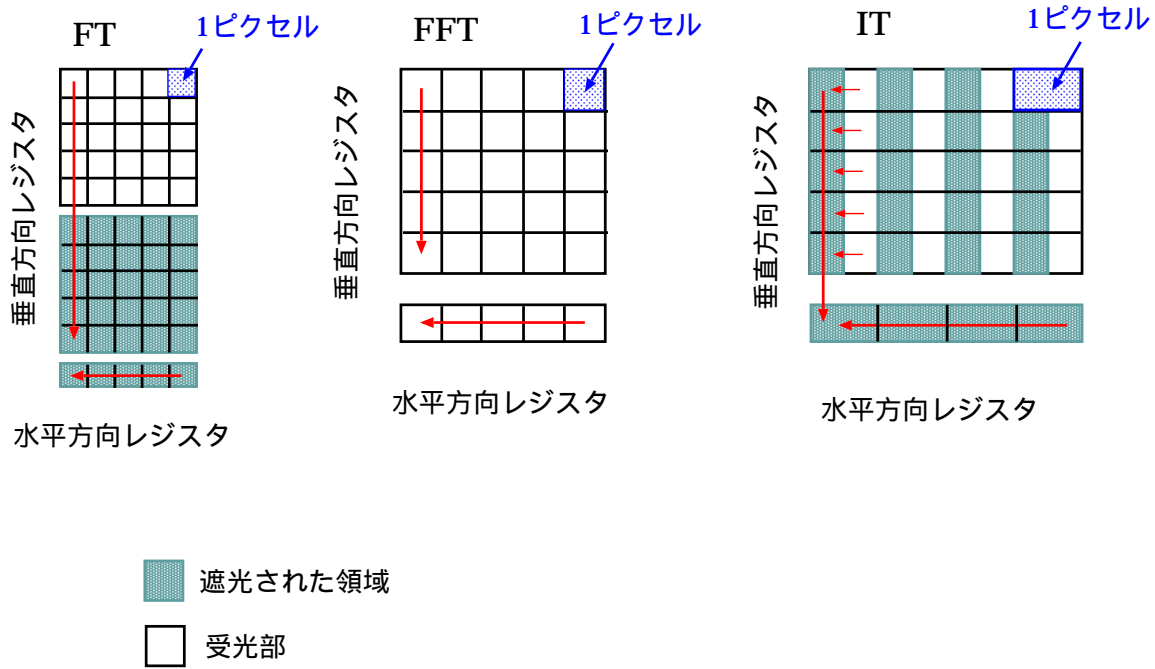 FT
1ピクセル
垂直方向レジスタ
水平方向レジスタ
FFT
1ピクセル
垂直方向レジスタ
水平方向レジスタ
IT
1ピクセル
垂直方向レジスタ
水平方向レジスタ
遮光された領域
受光部